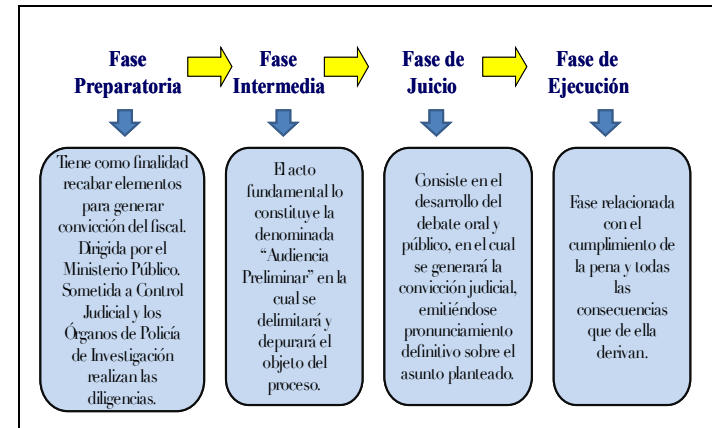 Fase
Preparatoria
Fase
Intermedia
Fase de
Juicio
Fase de
Ejecución
Tiene como finalidad
recabar elementos
para generar
convicción del fiscal.
Dirigida por el
Ministerio Público.
Sometida a Control
Judicial y los
Órganos de Policía
de Investigación
realizan las
diligencias.
El acto
fundamental lo
constituye la
denominada
“Audiencia
Preliminar” en la
cual se
delimitará y
depurará el
objeto del
proceso.
Consiste en el
desarrollo del
debate oral y
público, en el cual
se generará la
convicción judicial,
emitiéndose
pronunciamiento
definitivo sobre el
asunto planteado.
Fase relacionada
con el
cumplimiento de
la pena y todas
las
consecuencias
que de ella
derivan.